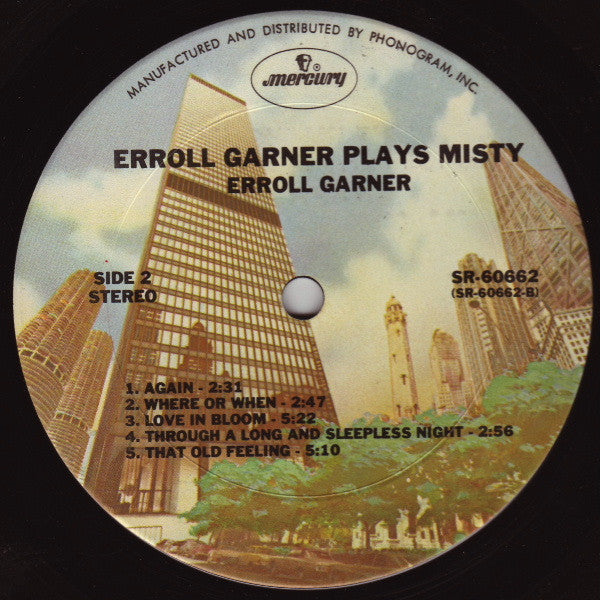 MANUFACTURED AND DISTRIBUTED BY PHONOGRAM, INC.
®
mercury
ERROLL GARNER PLAYS MISTY
ERROLL GARNER
SIDE 2
STEREO
SR-60662
(SR-60662-B)
1. AGAIN - 2:31
2. WHERE OR WHEN - 2:47
3. LOVE IN BLOOM - 5:22
4. THROUGH A LONG AND SLEEPLESS NIGHT - 2:56
5. THAT OLD FEELING - 5:10